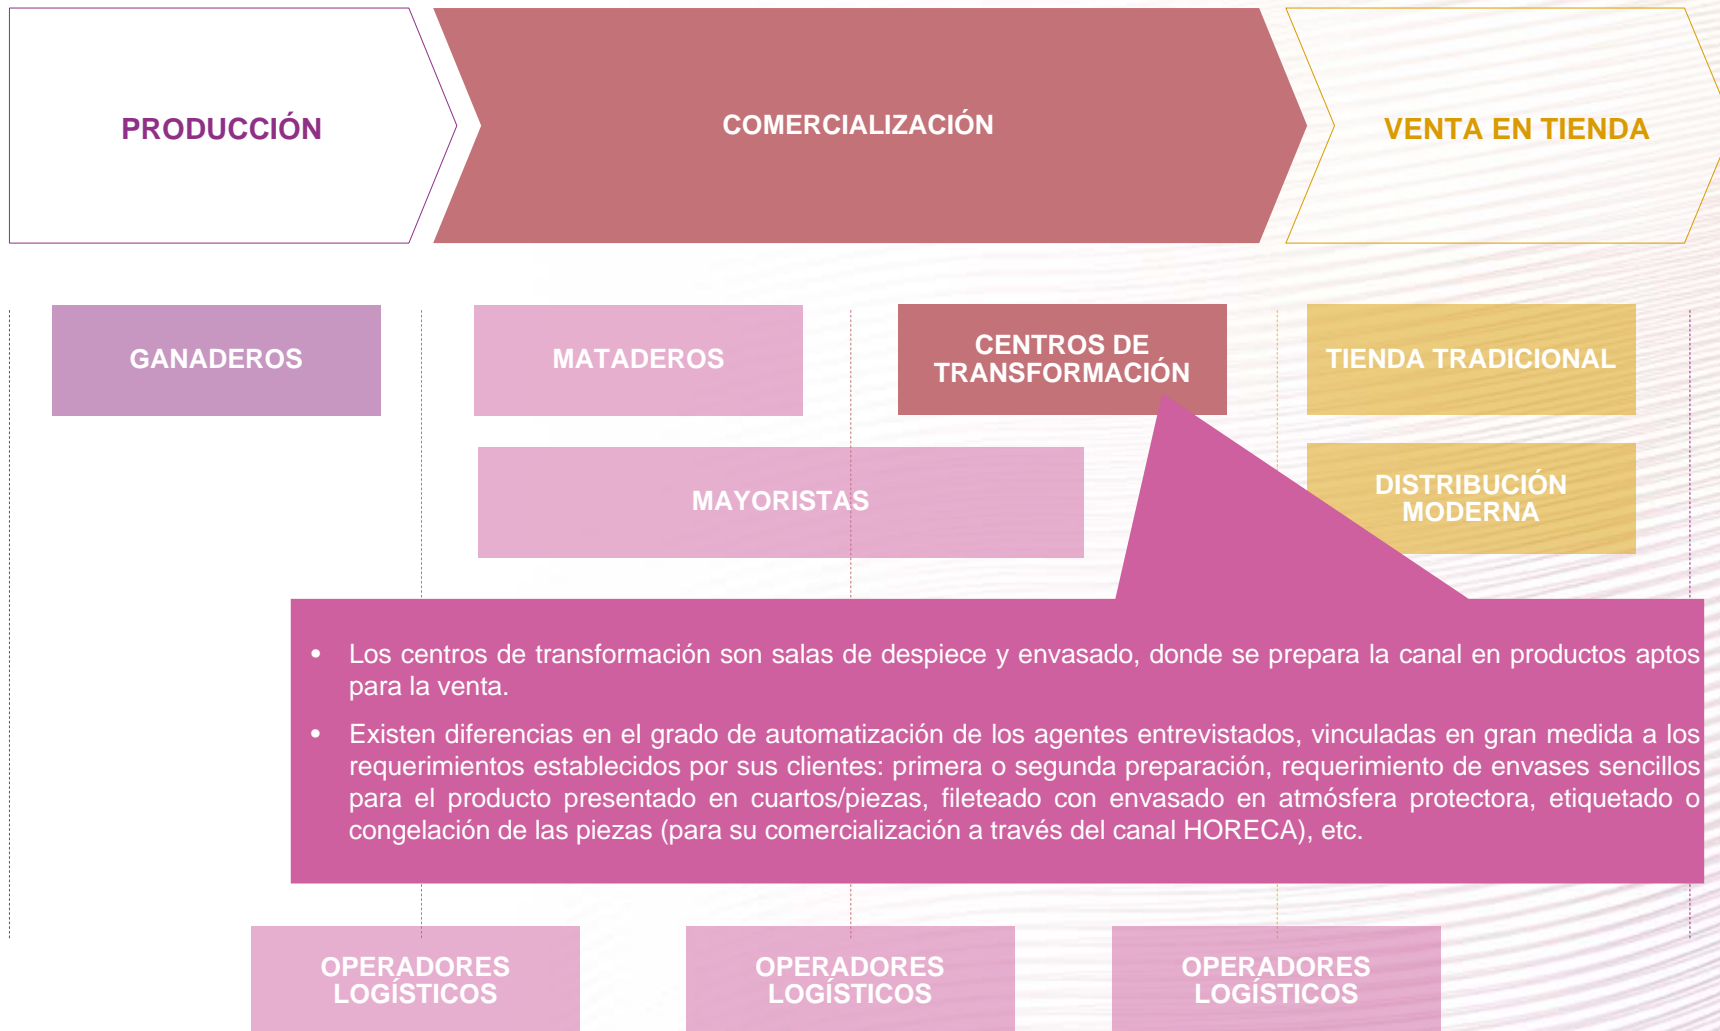 PRODUCCIÓN
COMERCIALIZACIÓN
VENTA EN TIENDA
GANADEROS
MATADEROS
CENTROS DE
TRANSFORMACIÓN
TIENDA TRADICIONAL
MAYORISTAS
DISTRIBUCIÓN
MODERNA
• Los centros de transformación son salas de despiece y envasado, donde se prepara la canal en productos aptos
para la venta.
• Existen diferencias en el grado de automatización de los agentes entrevistados, vinculadas en gran medida a los
requerimientos establecidos por sus clientes: primera o segunda preparación, requerimiento de envases sencillos
para el producto presentado en cuartos/piezas, fileteado con envasado en atmósfera protectora, etiquetado o
congelación de las piezas (para su comercialización a través del canal HORECA), etc.
OPERADORES
LOGÍSTICOS
OPERADORES
LOGÍSTICOS
OPERADORES
LOGÍSTICOS